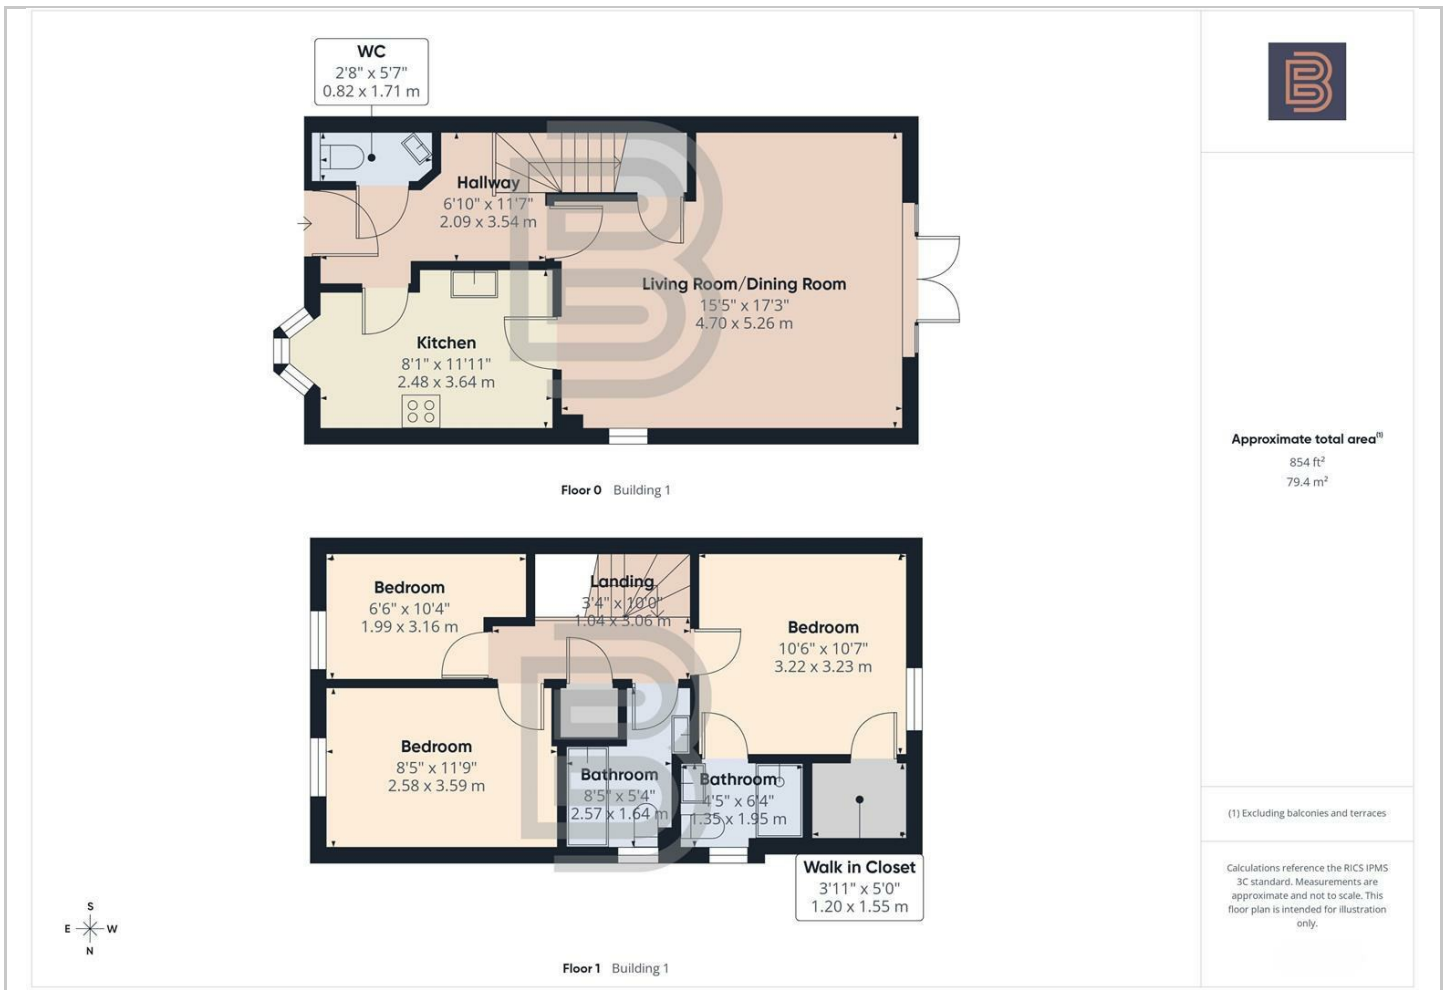 WC
2'8" x 5'7"
0.82 x 1.71 m
Hallway
6'10" x 11'7"
2.09 x 3.54 m
Living Room/Dining Room
15'5" x 17'3"
4.70 x 5.26 m
Kitchen
8'1" x 11'11"
2.48 x 3.64 m
Floor 0 Building 1
Bedroom
6'6" x 10'4"
1.99 x 3.16 m
Landing
3'4" x 10'0"
1.04 x 3.06 m
Bedroom
10'6" x 10'7"
3.22 x 3.23 m
Bedroom
8'5" x 11'9"
2.58 x 3.59 m
Bathroom
8'5" x 5'4"
2.57 x 1.64 m
Bathroom
4'5" x 6'4"
1.35 x 1.95 m
Walk in Closet
3'11" x 5'0"
1.20 x 1.55 m
S
E W
N
Floor 1 Building 1
B
Approximate total area(1)
854 ft²
79.4 m²
(1) Excluding balconies and terraces
Calculations reference the RICS IPMS
3C standard. Measurements are
approximate and not to scale. This
floor plan is intended for illustration
only.